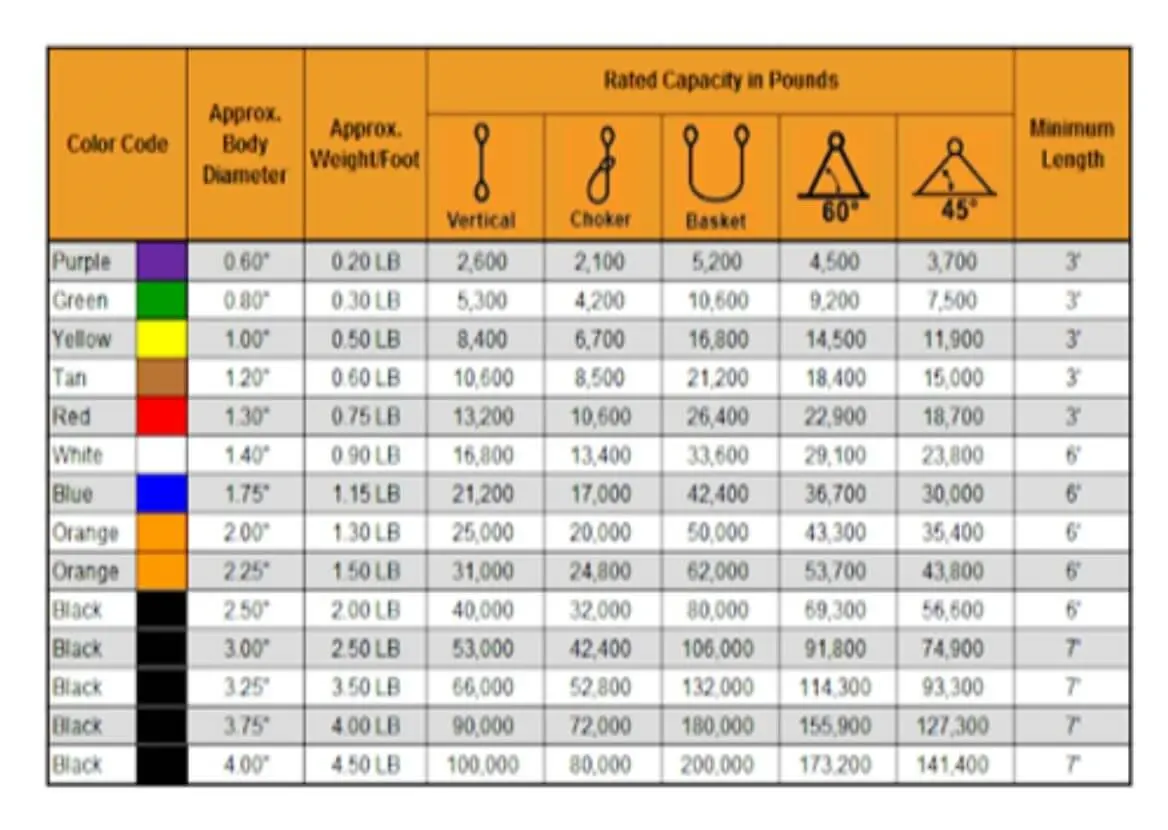 Rated Capacity in Pounds
Color Code
Approx.
Body
Diameter
Approx.
Weight/Foot
Vertical
Choker
Basket
60°
45°
Minimum
Length
Purple 0.60" 0.20 LB 2,600 2,100 5,200 4,500 3,700 3'
Green 0.80" 0.30 LB 5,300 4,200 10,600 9,200 7,500 3'
Yellow 1.00" 0.50 LB 8,400 6,700 16,800 14,500 11,900 3'
Tan 1.20" 0.60 LB 10,600 8,500 21,200 18,400 15,000 3'
Red 1.30" 0.75 LB 13,200 10,600 26,400 22,900 18,700 3'
White 1.40" 0.90 LB 16,800 13,400 33,600 29,100 23,800 6'
Blue 1.75" 1.15 LB 21,200 17,000 42,400 36,700 30,000 6'
Orange 2.00" 1.30 LB 25,000 20,000 50,000 43,300 35,400 6'
Orange 2.25" 1.50 LB 31,000 24,800 62,000 53,700 43,800 6'
Black 2.50" 2.00 LB 40,000 32,000 80,000 69,300 56,600 6'
Black 3.00" 2.50 LB 53,000 42,400 106,000 91,800 74,900 7'
Black 3.25" 3.50 LB 66,000 52,800 132,000 114,300 93,300 7'
Black 3.75" 4.00 LB 90,000 72,000 180,000 155,900 127,300 7'
Black 4.00" 4.50 LB 100,000 80,000 200,000 173,200 141,400 7'